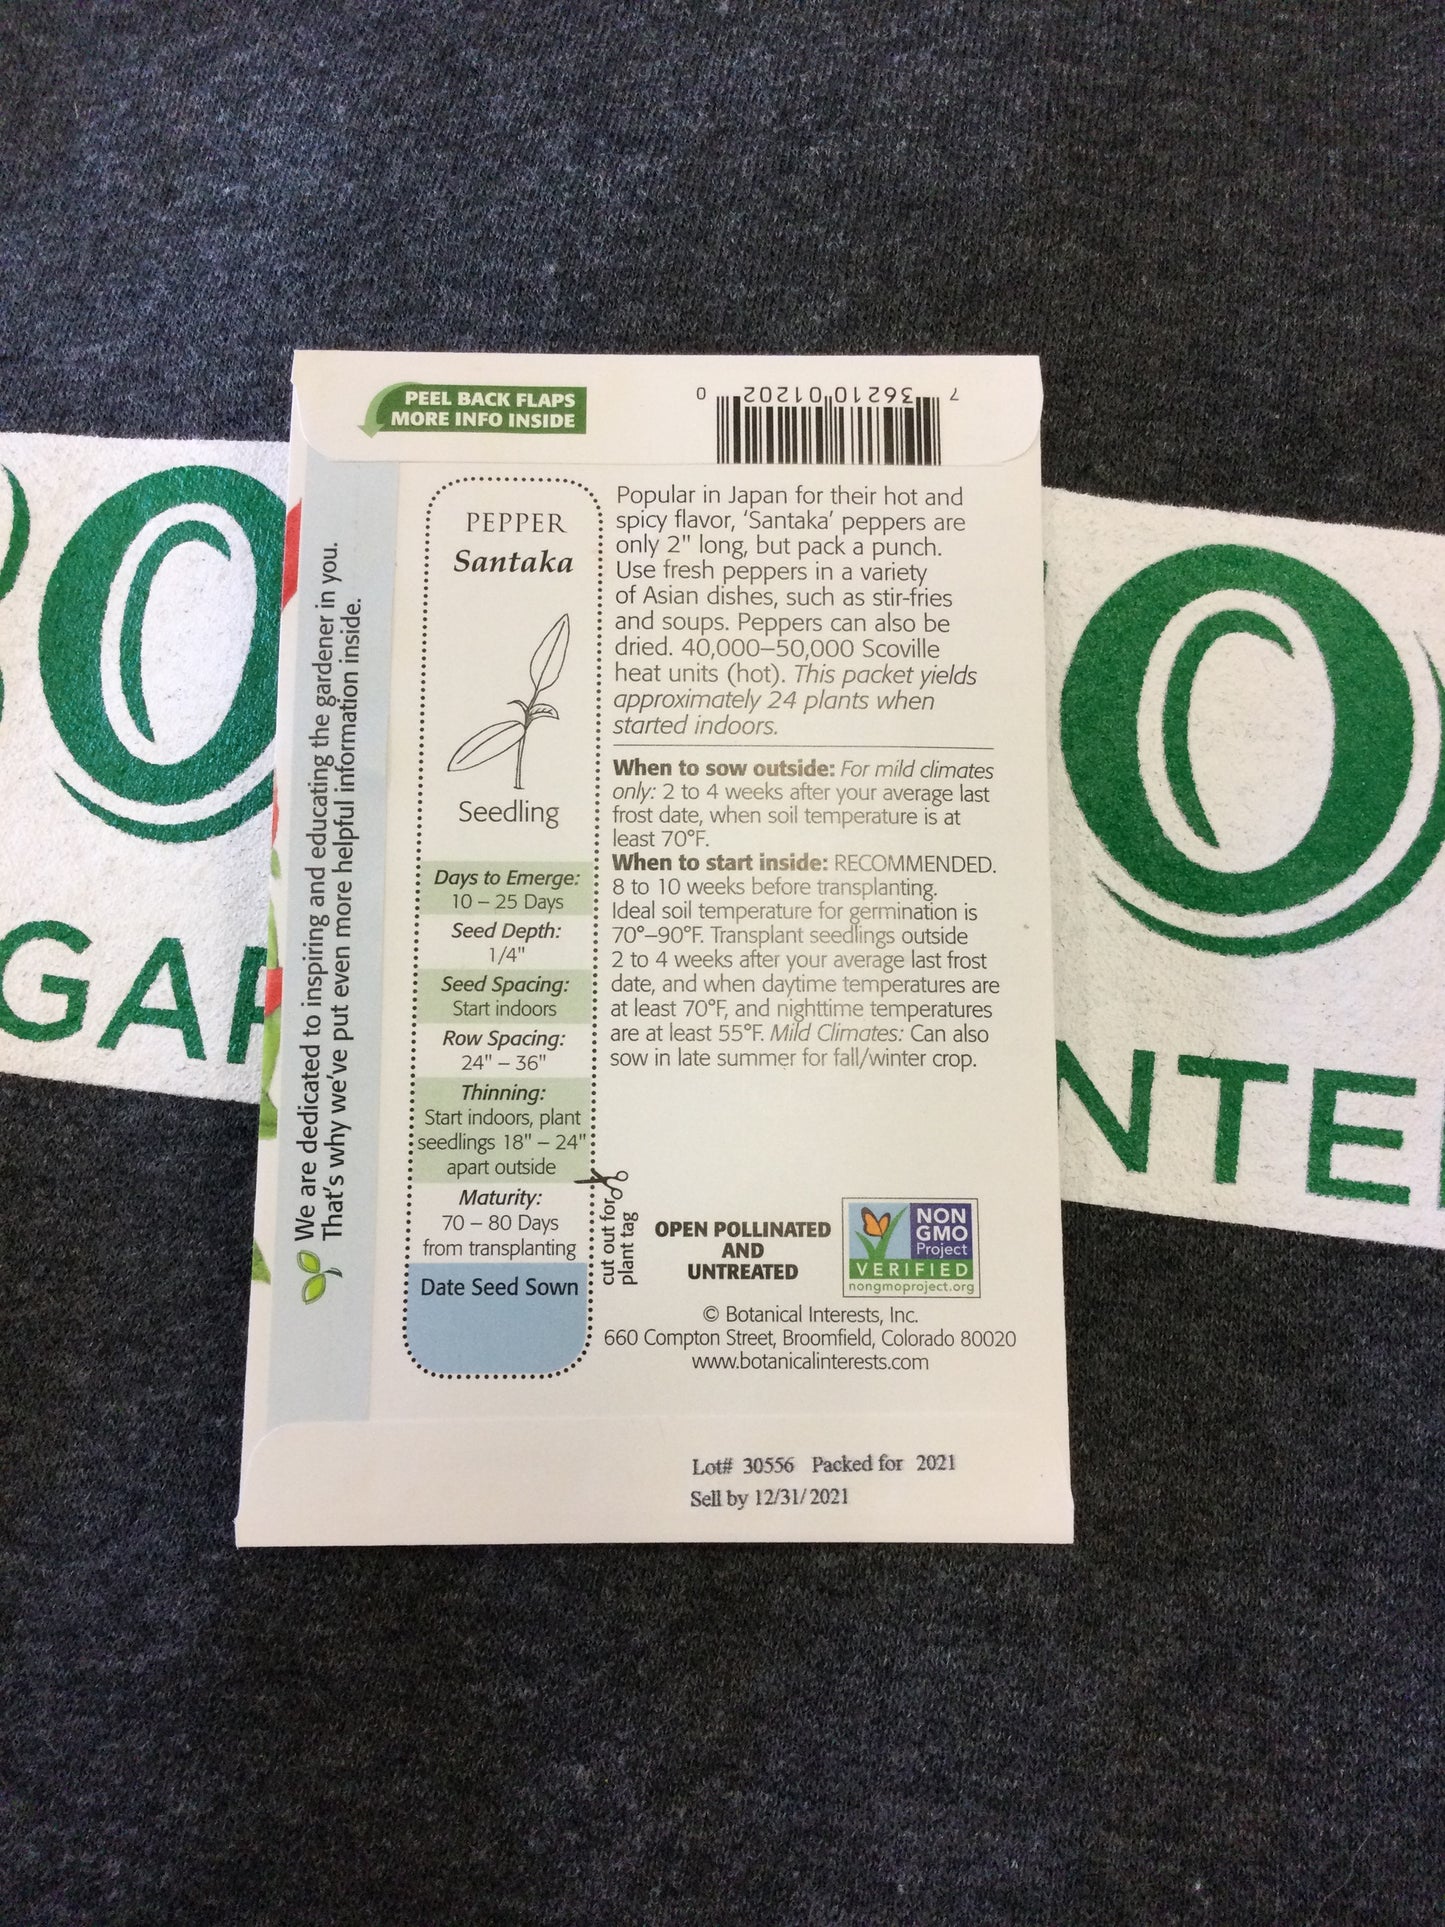 PEEL BACK FLAPS
MORE INFO INSIDE
7 36210 01202 0
We are dedicated to inspiring and educating the gardener in you.
That's why we've put even more helpful information inside.
PEPPER
Santaka
Seedling
Days to Emerge:
10 – 25 Days
Seed Depth:
1/4"
Seed Spacing:
Start indoors
Row Spacing:
24" – 36"
Thinning:
Start indoors, plant
seedlings 18" – 24"
apart outside
Maturity:
70 – 80 Days
from transplanting
Date Seed Sown
cut out for
plant tag
Popular in Japan for their hot and
spicy flavor, ‘Santaka’ peppers are
only 2" long, but pack a punch.
Use fresh peppers in a variety
of Asian dishes, such as stir-fries
and soups. Peppers can also be
dried. 40,000–50,000 Scoville
heat units (hot). This packet yields
approximately 24 plants when
started indoors.
When to sow outside: For mild climates
only: 2 to 4 weeks after your average last
frost date, when soil temperature is at
least 70°F.
When to start inside: RECOMMENDED.
8 to 10 weeks before transplanting.
Ideal soil temperature for germination is
70°–90°F. Transplant seedlings outside
2 to 4 weeks after your average last frost
date, and when daytime temperatures are
at least 70°F, and nighttime temperatures
are at least 55°F. Mild Climates: Can also
sow in late summer for fall/winter crop.
OPEN POLLINATED
AND
UNTREATED
NON
GMO
Project
VERIFIED
nongmoproject.org
© Botanical Interests, Inc.
660 Compton Street, Broomfield, Colorado 80020
www.botanicalinterests.com
Lot# 30556 Packed for 2021
Sell by 12/31/2021
O
O
GAR
NTE